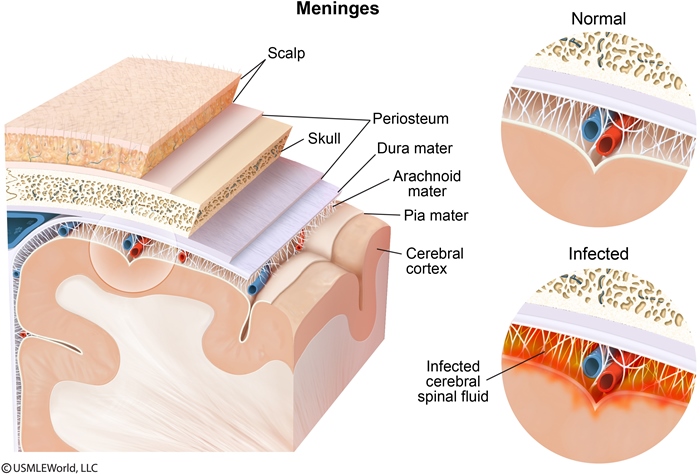 Meninges
Normal
Scalp
Periosteum
Skull
Dura mater
Arachnoid
mater
Pia mater
Cerebral
cortex
Infected
Infected
cerebral
spinal fluid
© USMLEWorld, LLC